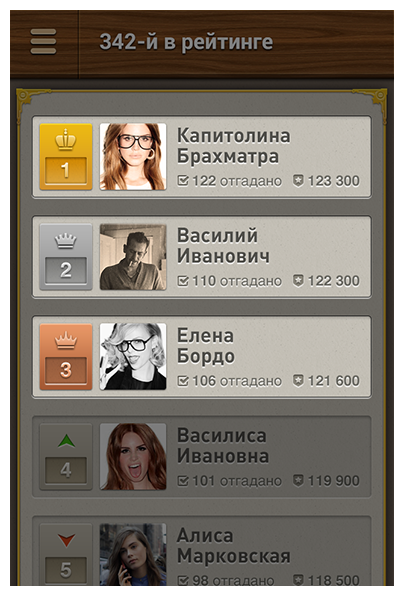 342-й в рейтинге
1
Капитолина
Брахматра
122 отгадано 123 300
2
Василий
Иванович
110 отгадано 122 300
3
Елена
Бордо
106 отгадано 121 600
4
Василиса
Ивановна
101 отгадано 119 900
5
Алиса
Марковская
98 отгадано 118 500